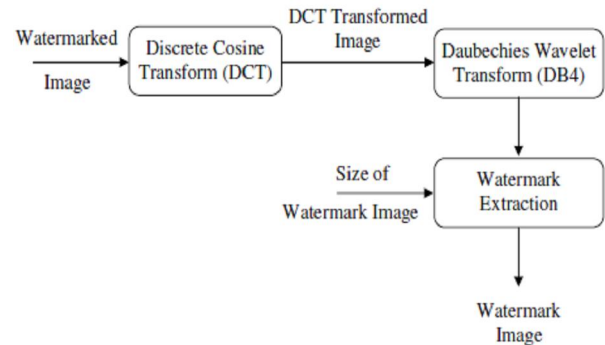 Watermarked
Image
Discrete Cosine
Transform (DCT)
DCT Transformed
Image
Daubechies Wavelet
Transform (DB4)
Size of
Watermark Image
Watermark
Extraction
Watermark
Image